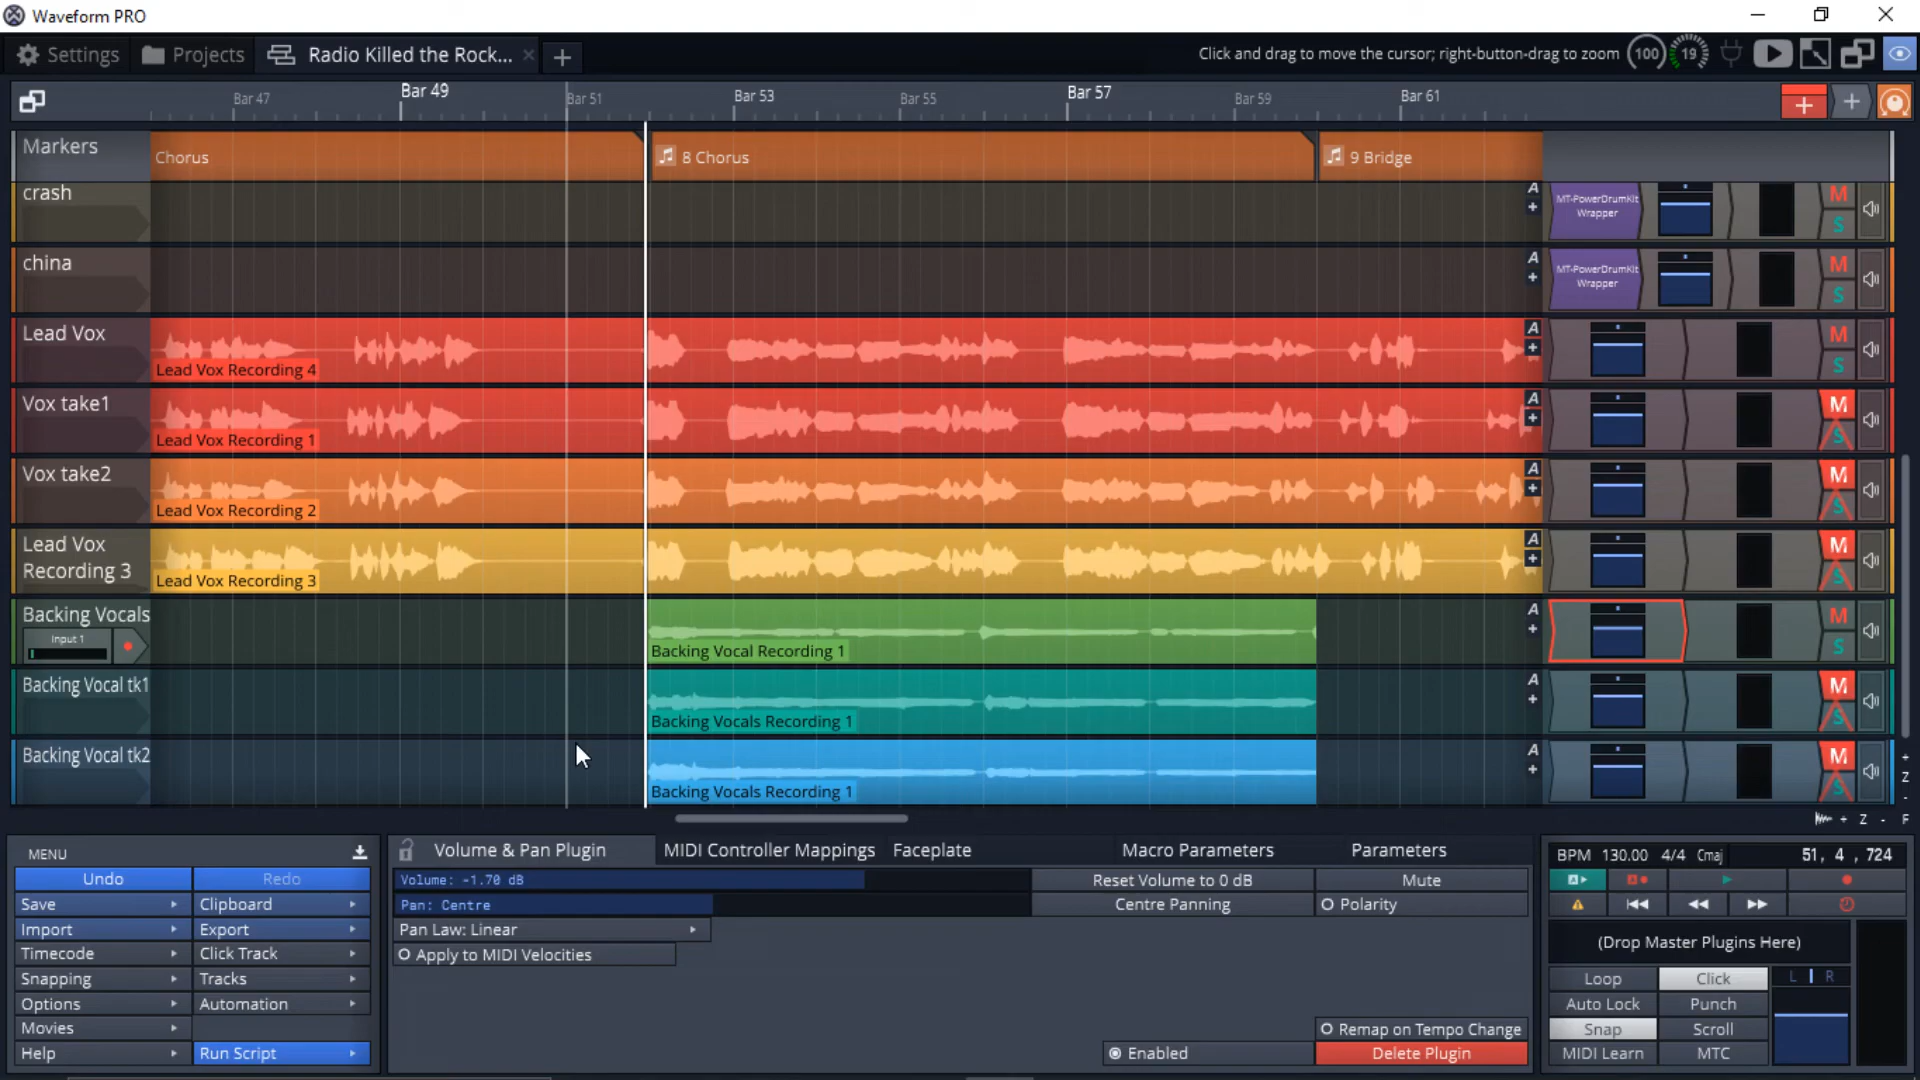 Waveform PRO
Settings
Projects
Radio Killed the Rock...
Click and drag to move the cursor; right-button-drag to zoom
100
19
Bar 47
Bar 49
Bar 51
Bar 53
Bar 55
Bar 57
Bar 59
Bar 61
Markers
Chorus
8 Chorus
9 Bridge
crash
A
MT-PowerDrumKit
Wrapper
M
S
china
A
MT-PowerDrumKit
Wrapper
M
S
Lead Vox
Lead Vox Recording 4
A
M
S
Vox take1
Lead Vox Recording 1
A
M
S
Vox take2
Lead Vox Recording 2
A
M
S
Lead Vox
Recording 3
Lead Vox Recording 3
A
M
S
Backing Vocals
Input 1
Backing Vocal Recording 1
A
M
S
Backing Vocal tk1
Backing Vocals Recording 1
A
M
S
Backing Vocal tk2
Backing Vocals Recording 1
A
M
S
+
Z
-
+ Z - F
MENU
Undo
Redo
Save
Clipboard
Import
Export
Timecode
Click Track
Snapping
Tracks
Options
Automation
Movies
Help
Run Script
Volume & Pan Plugin
MIDI Controller Mappings
Faceplate
Macro Parameters
Parameters
Volume: -1.70 dB
Reset Volume to 0 dB
Mute
Pan: Centre
Centre Panning
Polarity
Pan Law: Linear
Apply to MIDI Velocities
Remap on Tempo Change
Enabled
Delete Plugin
BPM 130.00 4/4 Cmaj
51, 4, 724
(Drop Master Plugins Here)
Loop
Click
L R
Auto Lock
Punch
Snap
Scroll
MIDI Learn
MTC